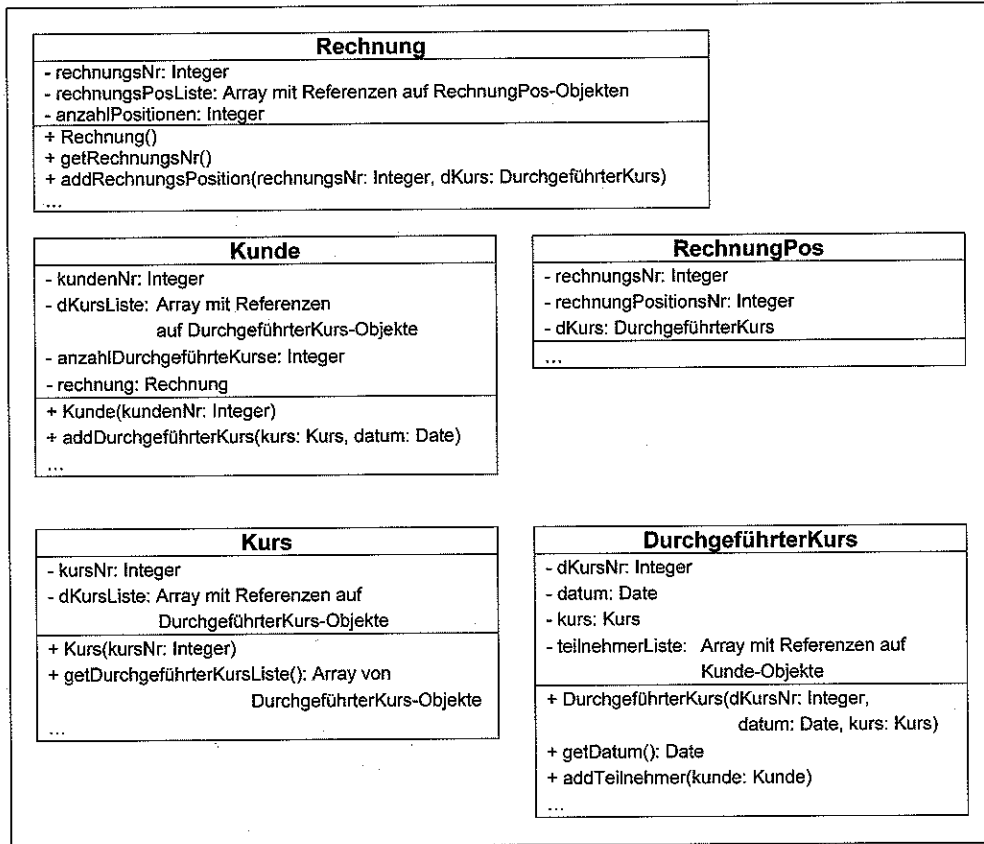 Rechnung
- rechnungsNr: Integer
- rechnungsPosListe: Array mit Referenzen auf RechnungPos-Objekten
- anzahlPositionen: Integer
+ Rechnung()
+ getRechnungsNr()
+ addRechnungsPosition(rechnungsNr: Integer, dKurs: DurchgeführterKurs)
...
Kunde
- kundenNr: Integer
- dKursListe: Array mit Referenzen
auf DurchgeführterKurs-Objekte
- anzahlDurchgeführteKurse: Integer
- rechnung: Rechnung
+ Kunde(kundenNr: Integer)
+ addDurchgeführterKurs(kurs: Kurs, datum: Date)
...
RechnungPos
- rechnungsNr: Integer
- rechnungPositionsNr: Integer
- dKurs: DurchgeführterKurs
...
Kurs
- kursNr: Integer
- dKursListe: Array mit Referenzen auf
DurchgeführterKurs-Objekte
+ Kurs(kursNr: Integer)
+ getDurchgeführterKursListe(): Array von
DurchgeführterKurs-Objekte
...
DurchgeführterKurs
- dKursNr: Integer
- datum: Date
- kurs: Kurs
- teilnehmerListe: Array mit Referenzen auf
Kunde-Objekte
+ DurchgeführterKurs(dKursNr: Integer,
datum: Date, kurs: Kurs)
+ getDatum(): Date
+ addTeilnehmer(kunde: Kunde)
...